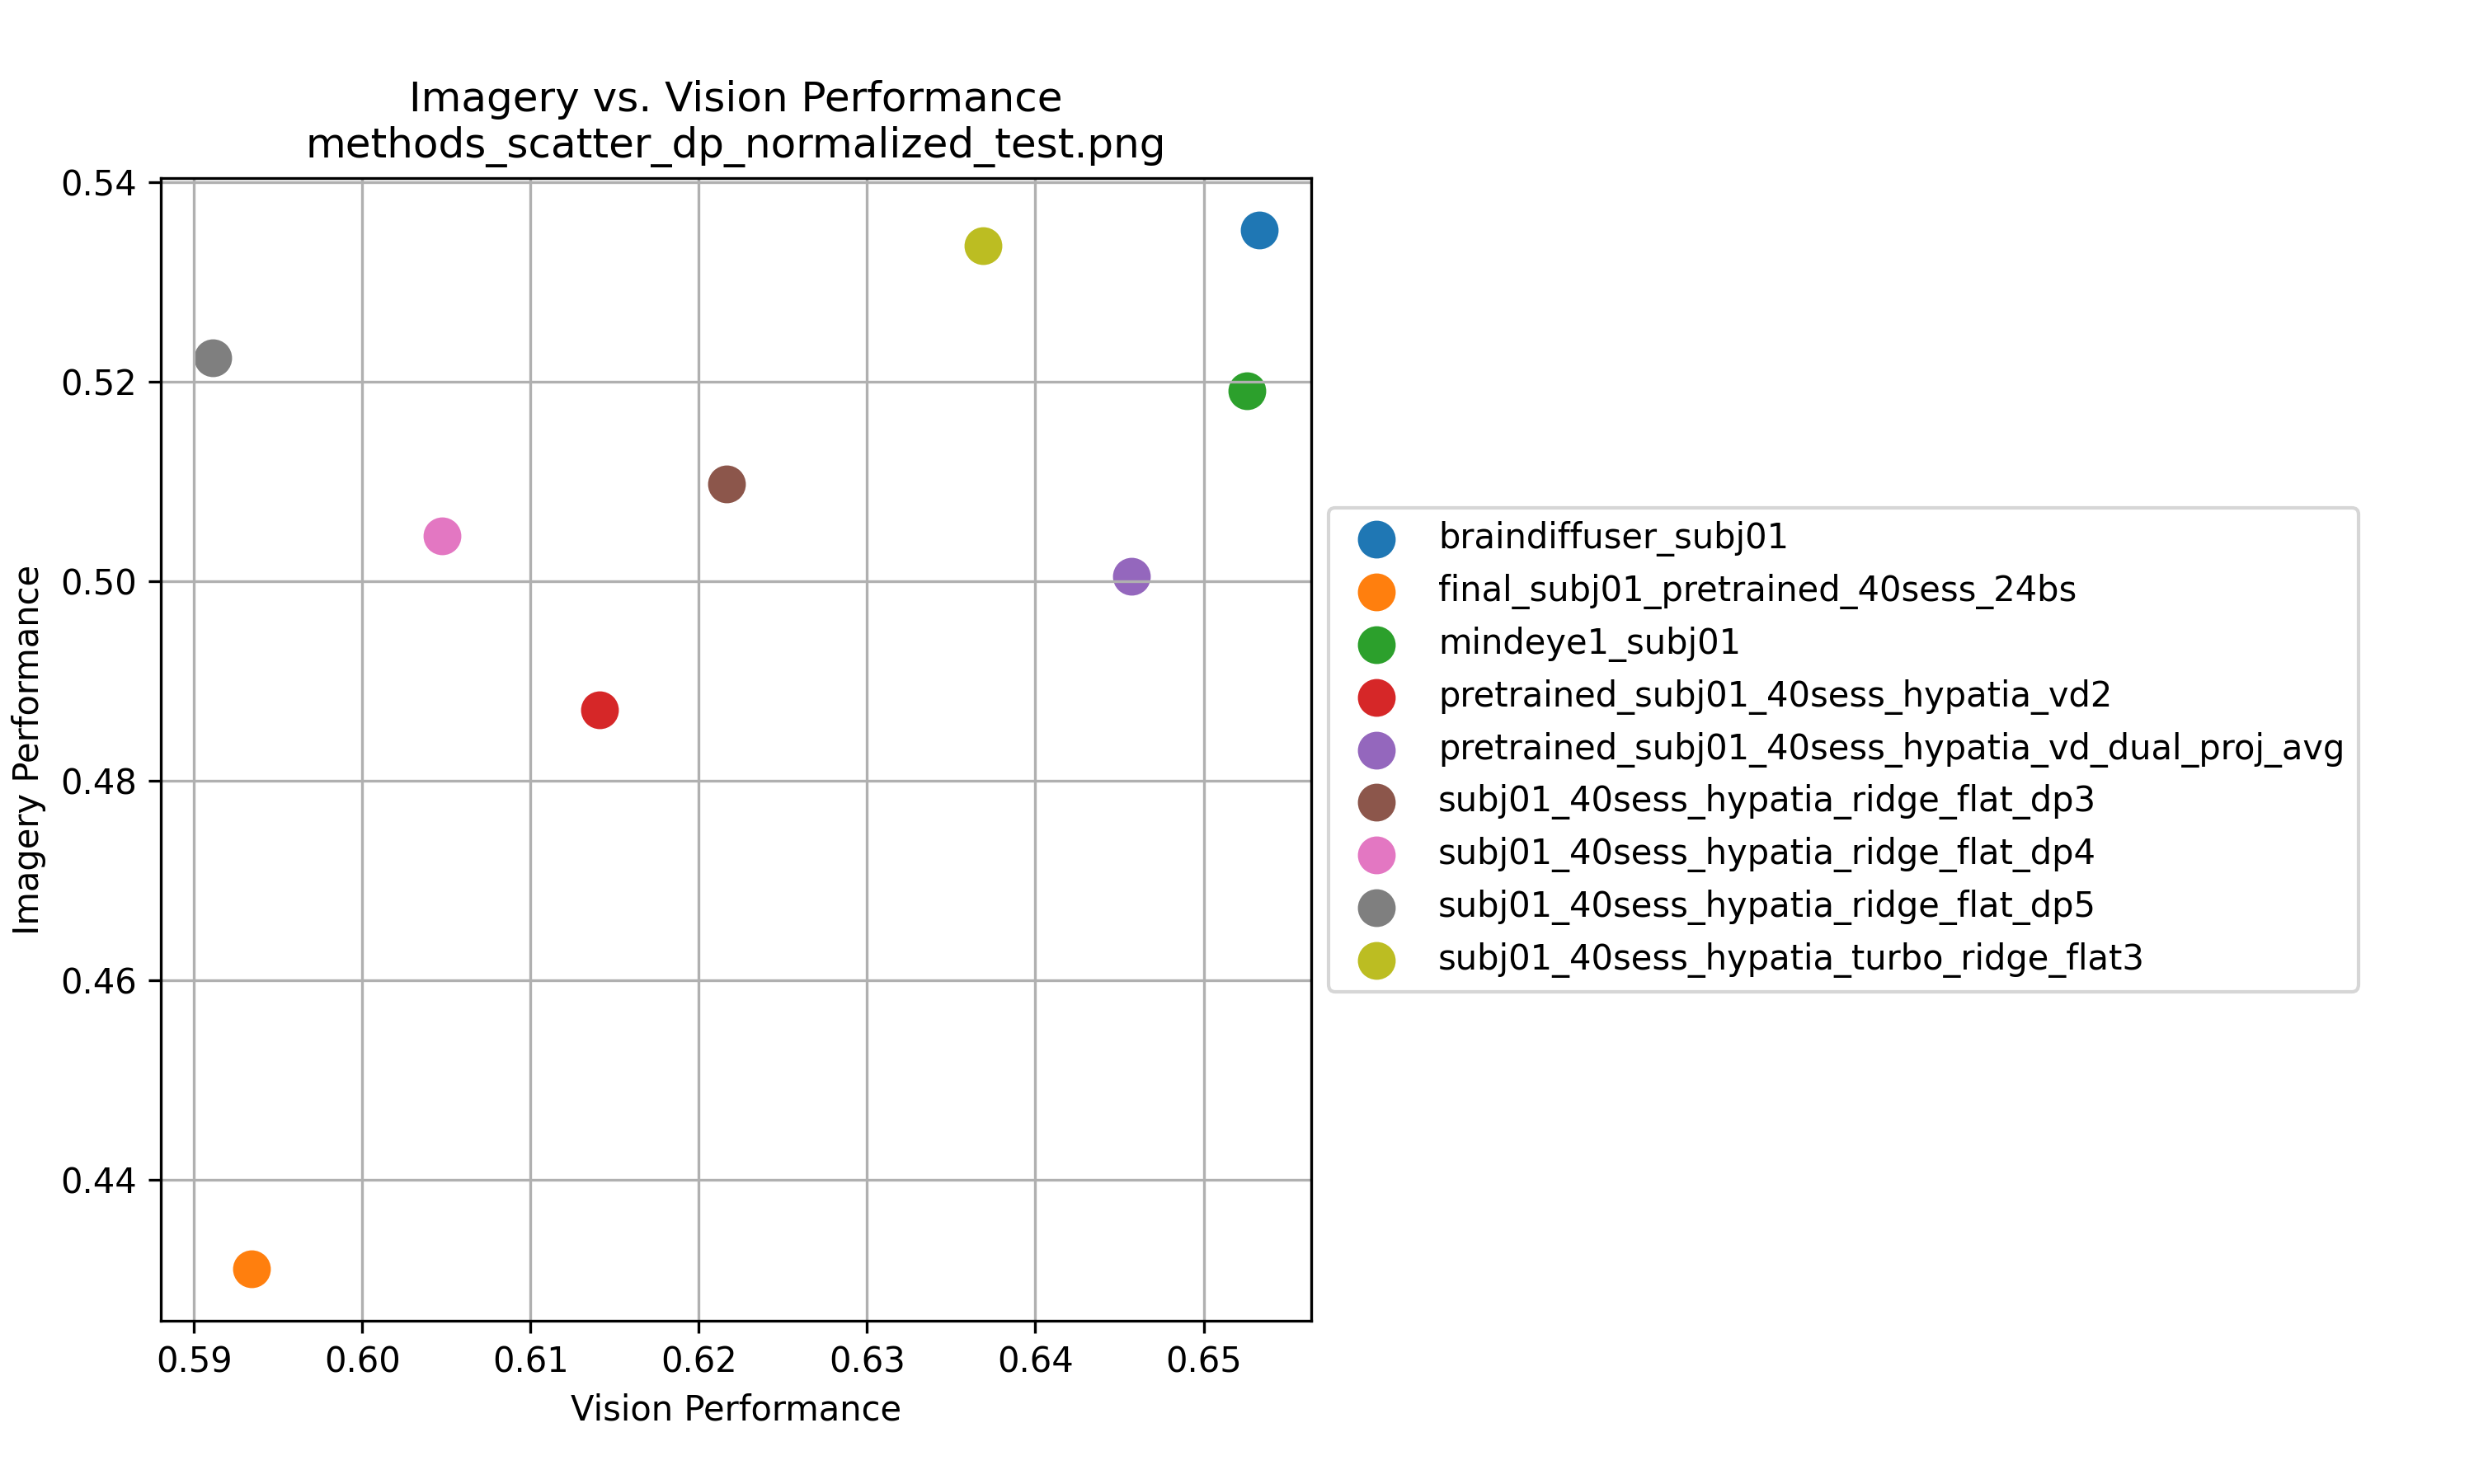 Imagery vs. Vision Performance
methods_scatter_dp_normalized_test.png
Imagery Performance
0.54
0.52
0.50
0.48
0.46
0.44
0.59 0.60 0.61 0.62 0.63 0.64 0.65
Vision Performance
braindiffuser_subj01
final_subj01_pretrained_40sess_24bs
mindeye1_subj01
pretrained_subj01_40sess_hypatia_vd2
pretrained_subj01_40sess_hypatia_vd_dual_proj_avg
subj01_40sess_hypatia_ridge_flat_dp3
subj01_40sess_hypatia_ridge_flat_dp4
subj01_40sess_hypatia_ridge_flat_dp5
subj01_40sess_hypatia_turbo_ridge_flat3